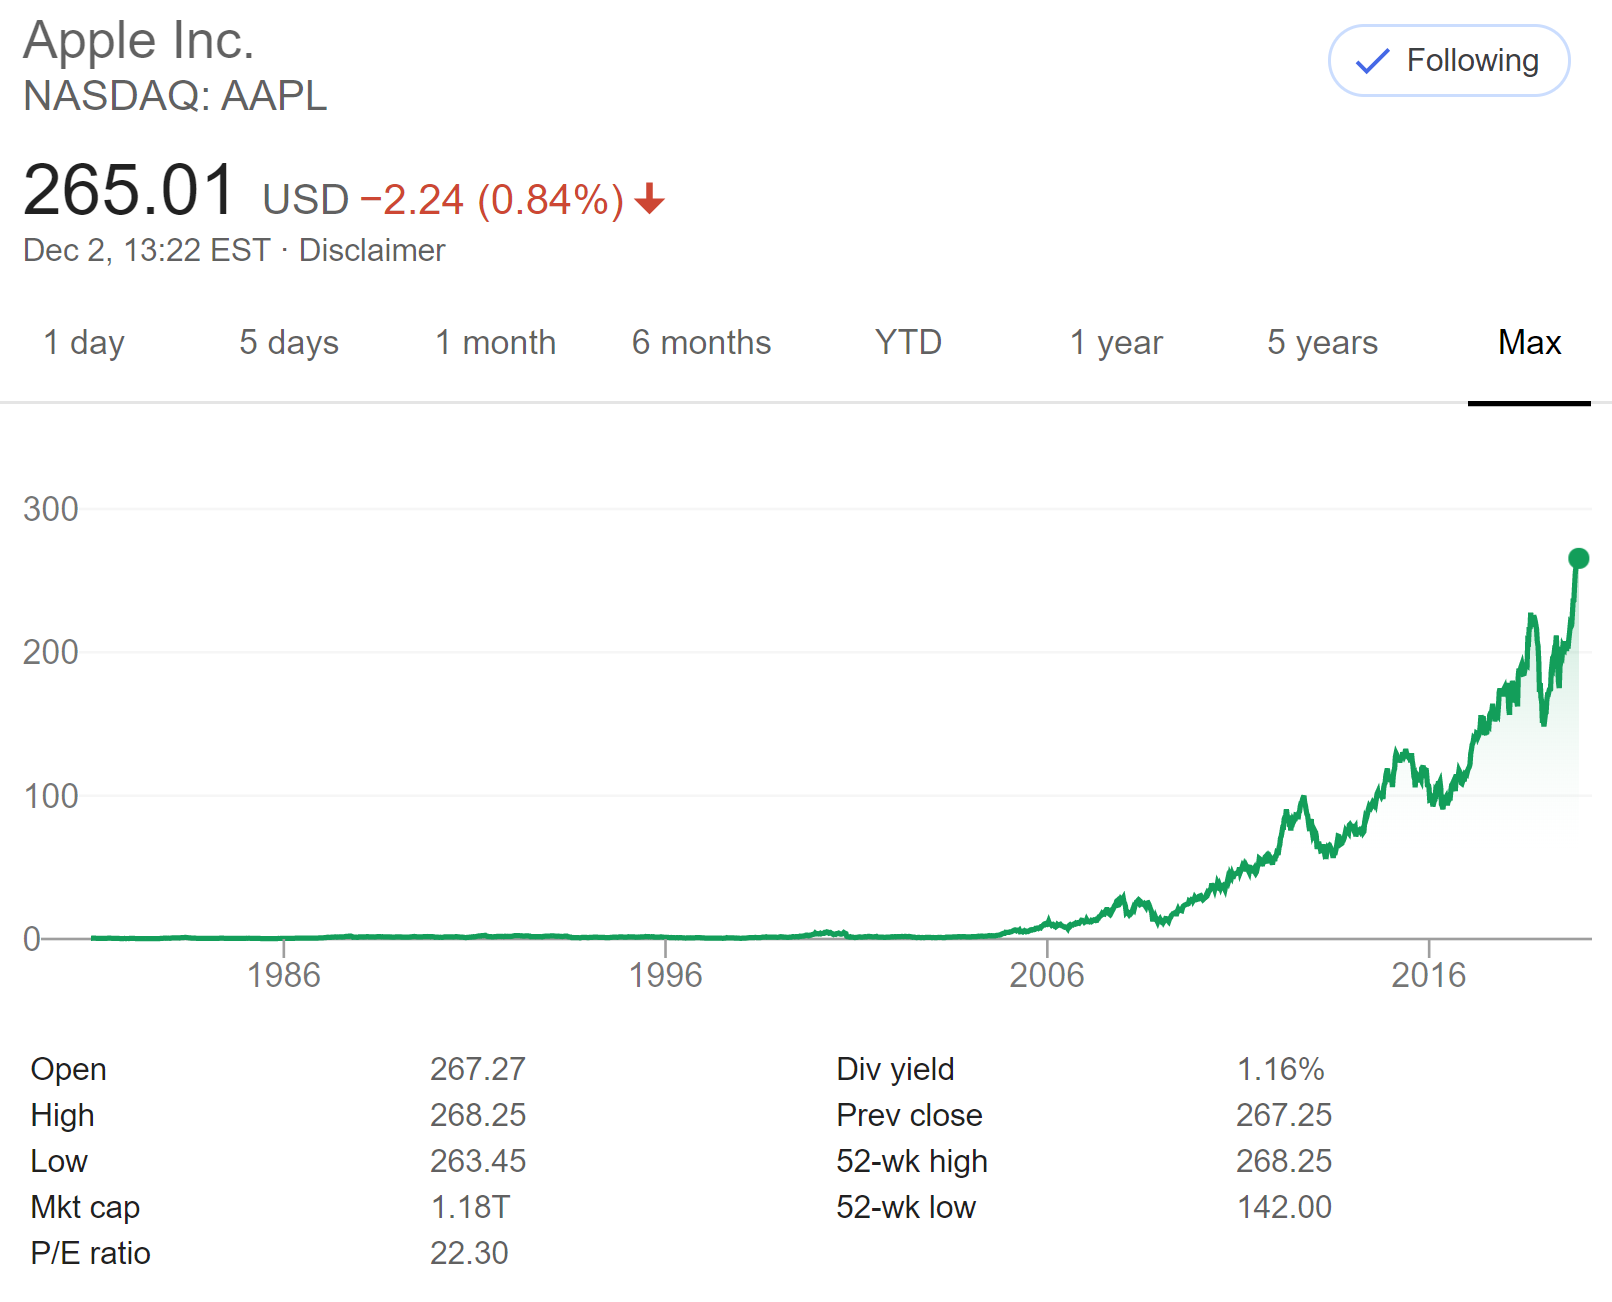 Apple Inc.
Following
NASDAQ: AAPL
265.01 USD −2.24 (0.84%)
Dec 2, 13:22 EST · Disclaimer
1 day 5 days 1 month 6 months YTD 1 year 5 years Max
300
200
100
0
1986 1996 2006 2016
Open 267.27 Div yield 1.16%
High 268.25 Prev close 267.25
Low 263.45 52-wk high 268.25
Mkt cap 1.18T 52-wk low 142.00
P/E ratio 22.30